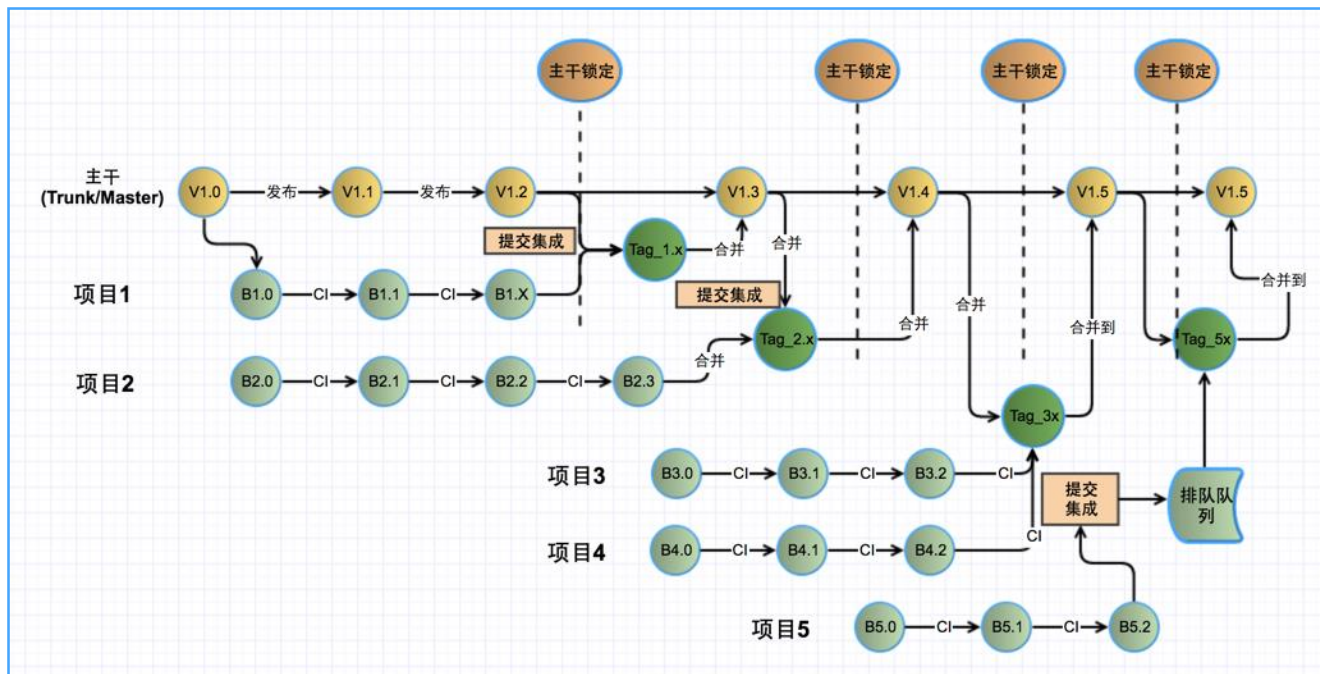 主干锁定
主干锁定
主干锁定
主干锁定
主干
(Trunk/Master)
V1.0
发布
V1.1
发布
V1.2
V1.3
V1.4
V1.5
V1.5
提交集成
Tag_1.x
合并
合并
合并
合并
合并到
合并到
项目1
B1.0
CI
B1.1
CI
B1.X
提交集成
Tag_2.x
Tag_5x
项目2
B2.0
CI
B2.1
CI
B2.2
CI
B2.3
合并
Tag_3x
项目3
B3.0
CI
B3.1
CI
B3.2
CI
提交
集成
排队队
列
项目4
B4.0
CI
B4.1
CI
B4.2
CI
项目5
B5.0
CI
B5.1
CI
B5.2